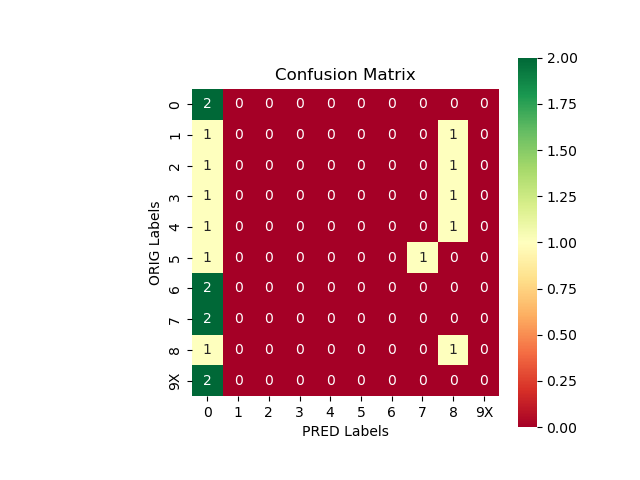 Confusion Matrix
ORIG Labels
0 2 0 0 0 0 0 0 0 0 0
1 1 0 0 0 0 0 0 0 1 0
2 1 0 0 0 0 0 0 0 1 0
3 1 0 0 0 0 0 0 0 1 0
4 1 0 0 0 0 0 0 0 1 0
5 1 0 0 0 0 0 0 1 0 0
6 2 0 0 0 0 0 0 0 0 0
7 2 0 0 0 0 0 0 0 0 0
8 1 0 0 0 0 0 0 0 1 0
9X 2 0 0 0 0 0 0 0 0 0
0 1 2 3 4 5 6 7 8 9X
PRED Labels
2.00
1.75
1.50
1.25
1.00
0.75
0.50
0.25
0.00